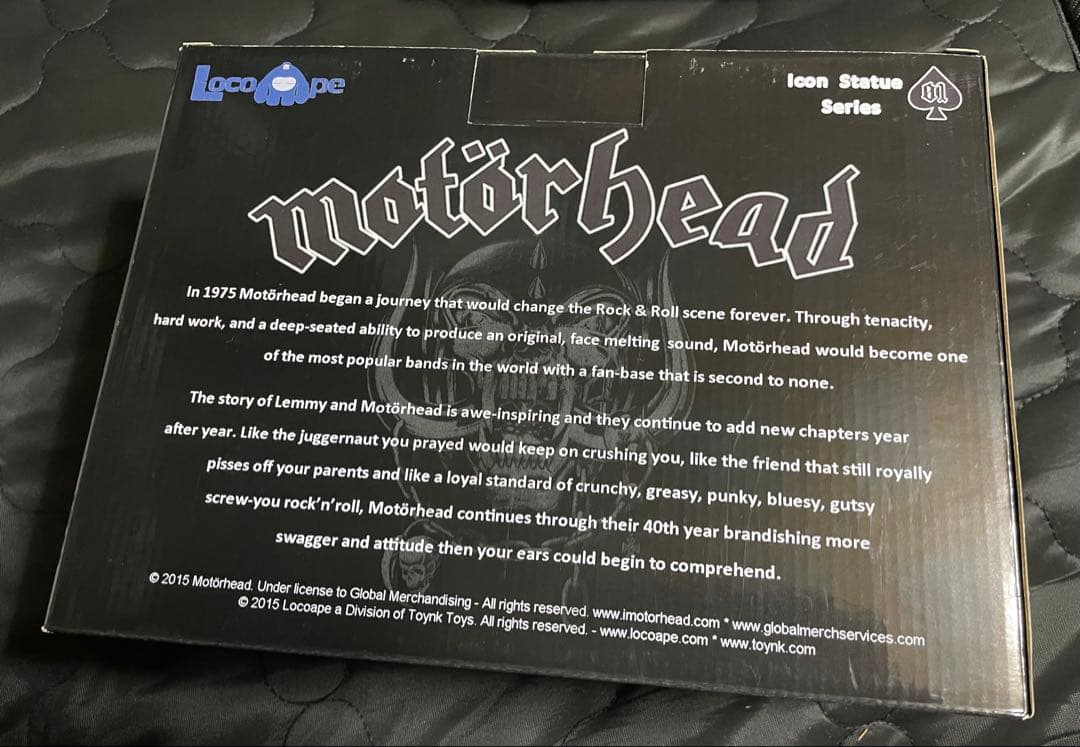 LocoApe
Icon Statue
Series
01
motörhead
In 1975 Motörhead began a journey that would change the Rock & Roll scene forever. Through tenacity,
hard work, and a deep-seated ability to produce an original, face melting sound, Motörhead would become one
of the most popular bands in the world with a fan-base that is second to none.
The story of Lemmy and Motörhead is awe-inspiring and they continue to add new chapters year
after year. Like the juggernaut you prayed would keep on crushing you, like the friend that still royally
pisses off your parents and like a loyal standard of crunchy, greasy, punky, bluesy, gutsy
screw-you rock'n'roll, Motörhead continues through their 40th year brandishing more
swagger and attitude then your ears could begin to comprehend.
© 2015 Motörhead. Under license to Global Merchandising - All rights reserved. www.imotorhead.com * www.globalmerchservices.com
© 2015 Locoape a Division of Toynk Toys. All rights reserved. - www.locoape.com * www.toynk.com